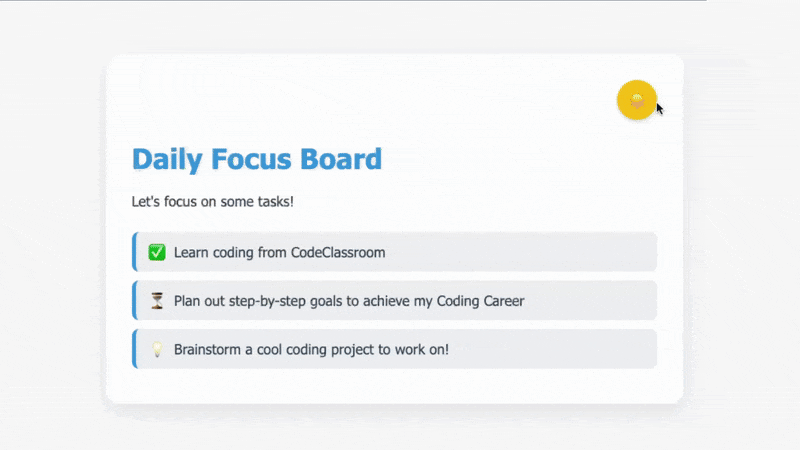 Daily Focus Board
Let's focus on some tasks!
✅ Learn coding from CodeClassroom
⏳ Plan out step-by-step goals to achieve my Coding Career
💡 Brainstorm a cool coding project to work on!